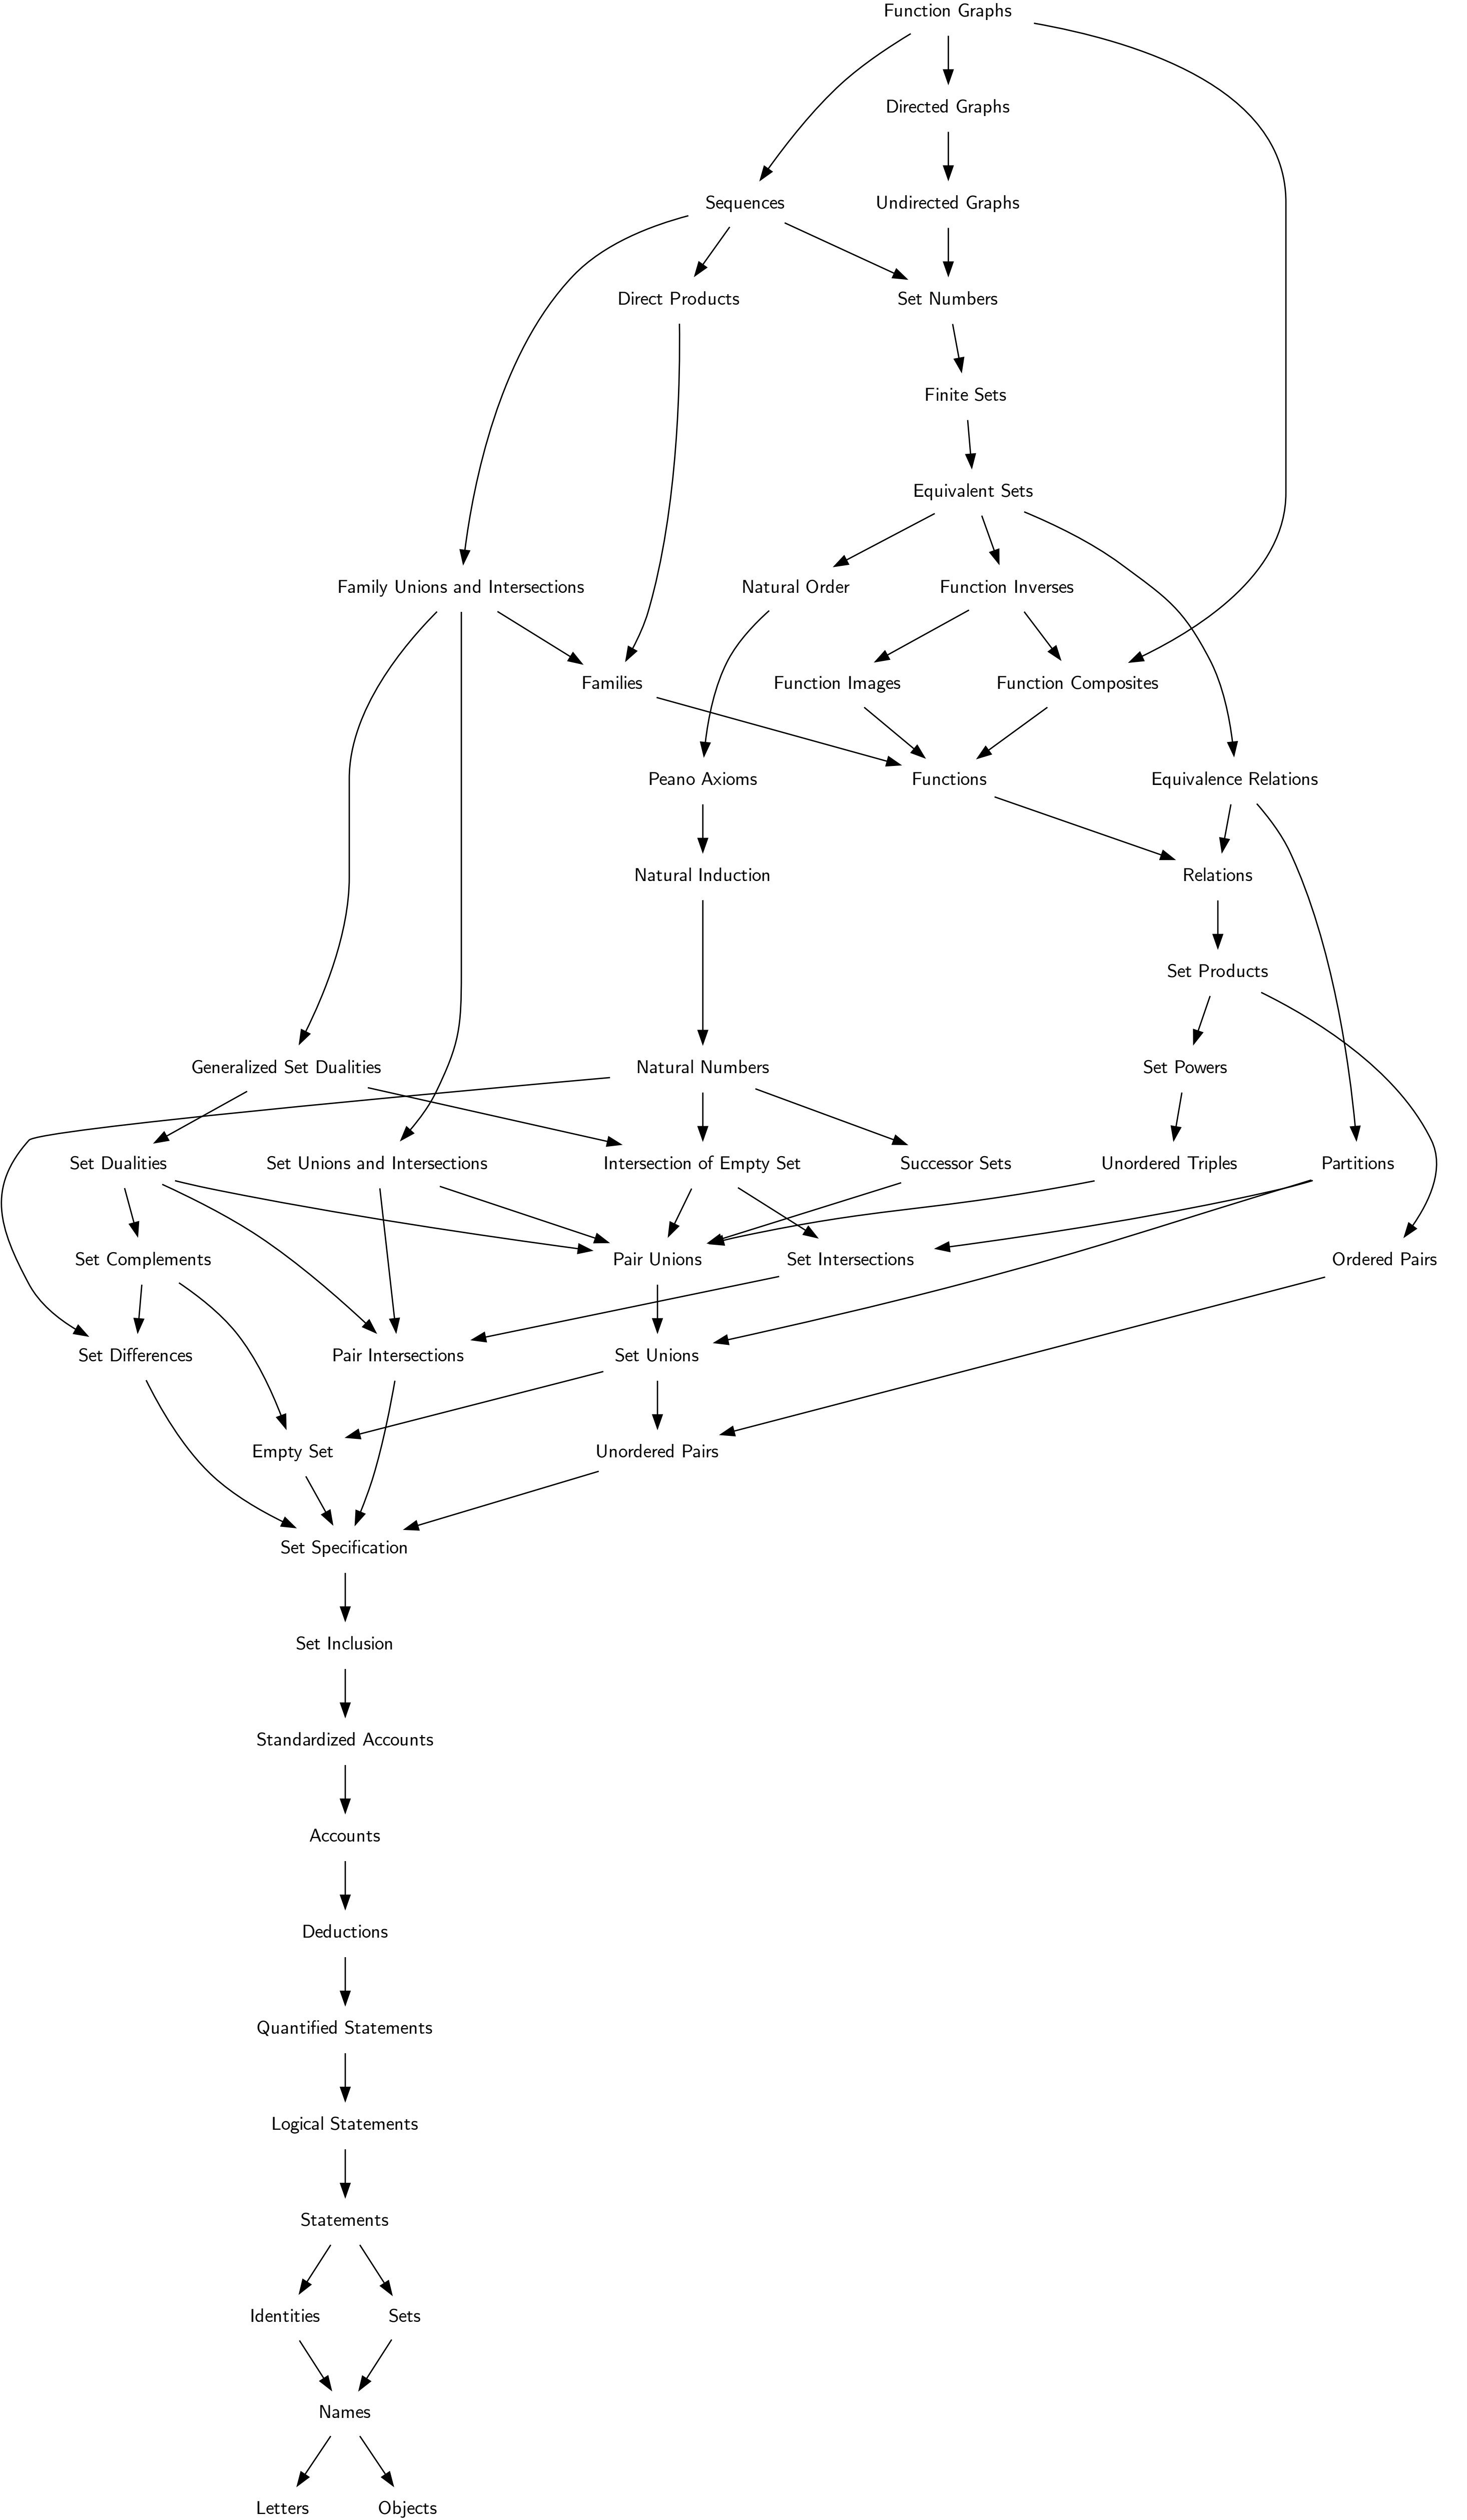 Function Graphs
Directed Graphs
Sequences
Undirected Graphs
Direct Products
Set Numbers
Finite Sets
Equivalent Sets
Family Unions and Intersections
Natural Order
Function Inverses
Families
Function Images
Function Composites
Peano Axioms
Functions
Equivalence Relations
Natural Induction
Relations
Set Products
Generalized Set Dualities
Natural Numbers
Set Powers
Set Dualities
Set Unions and Intersections
Intersection of Empty Set
Successor Sets
Unordered Triples
Partitions
Set Complements
Pair Unions
Set Intersections
Ordered Pairs
Set Differences
Pair Intersections
Set Unions
Empty Set
Unordered Pairs
Set Specification
Set Inclusion
Standardized Accounts
Accounts
Deductions
Quantified Statements
Logical Statements
Statements
Identities
Sets
Names
Letters
Objects